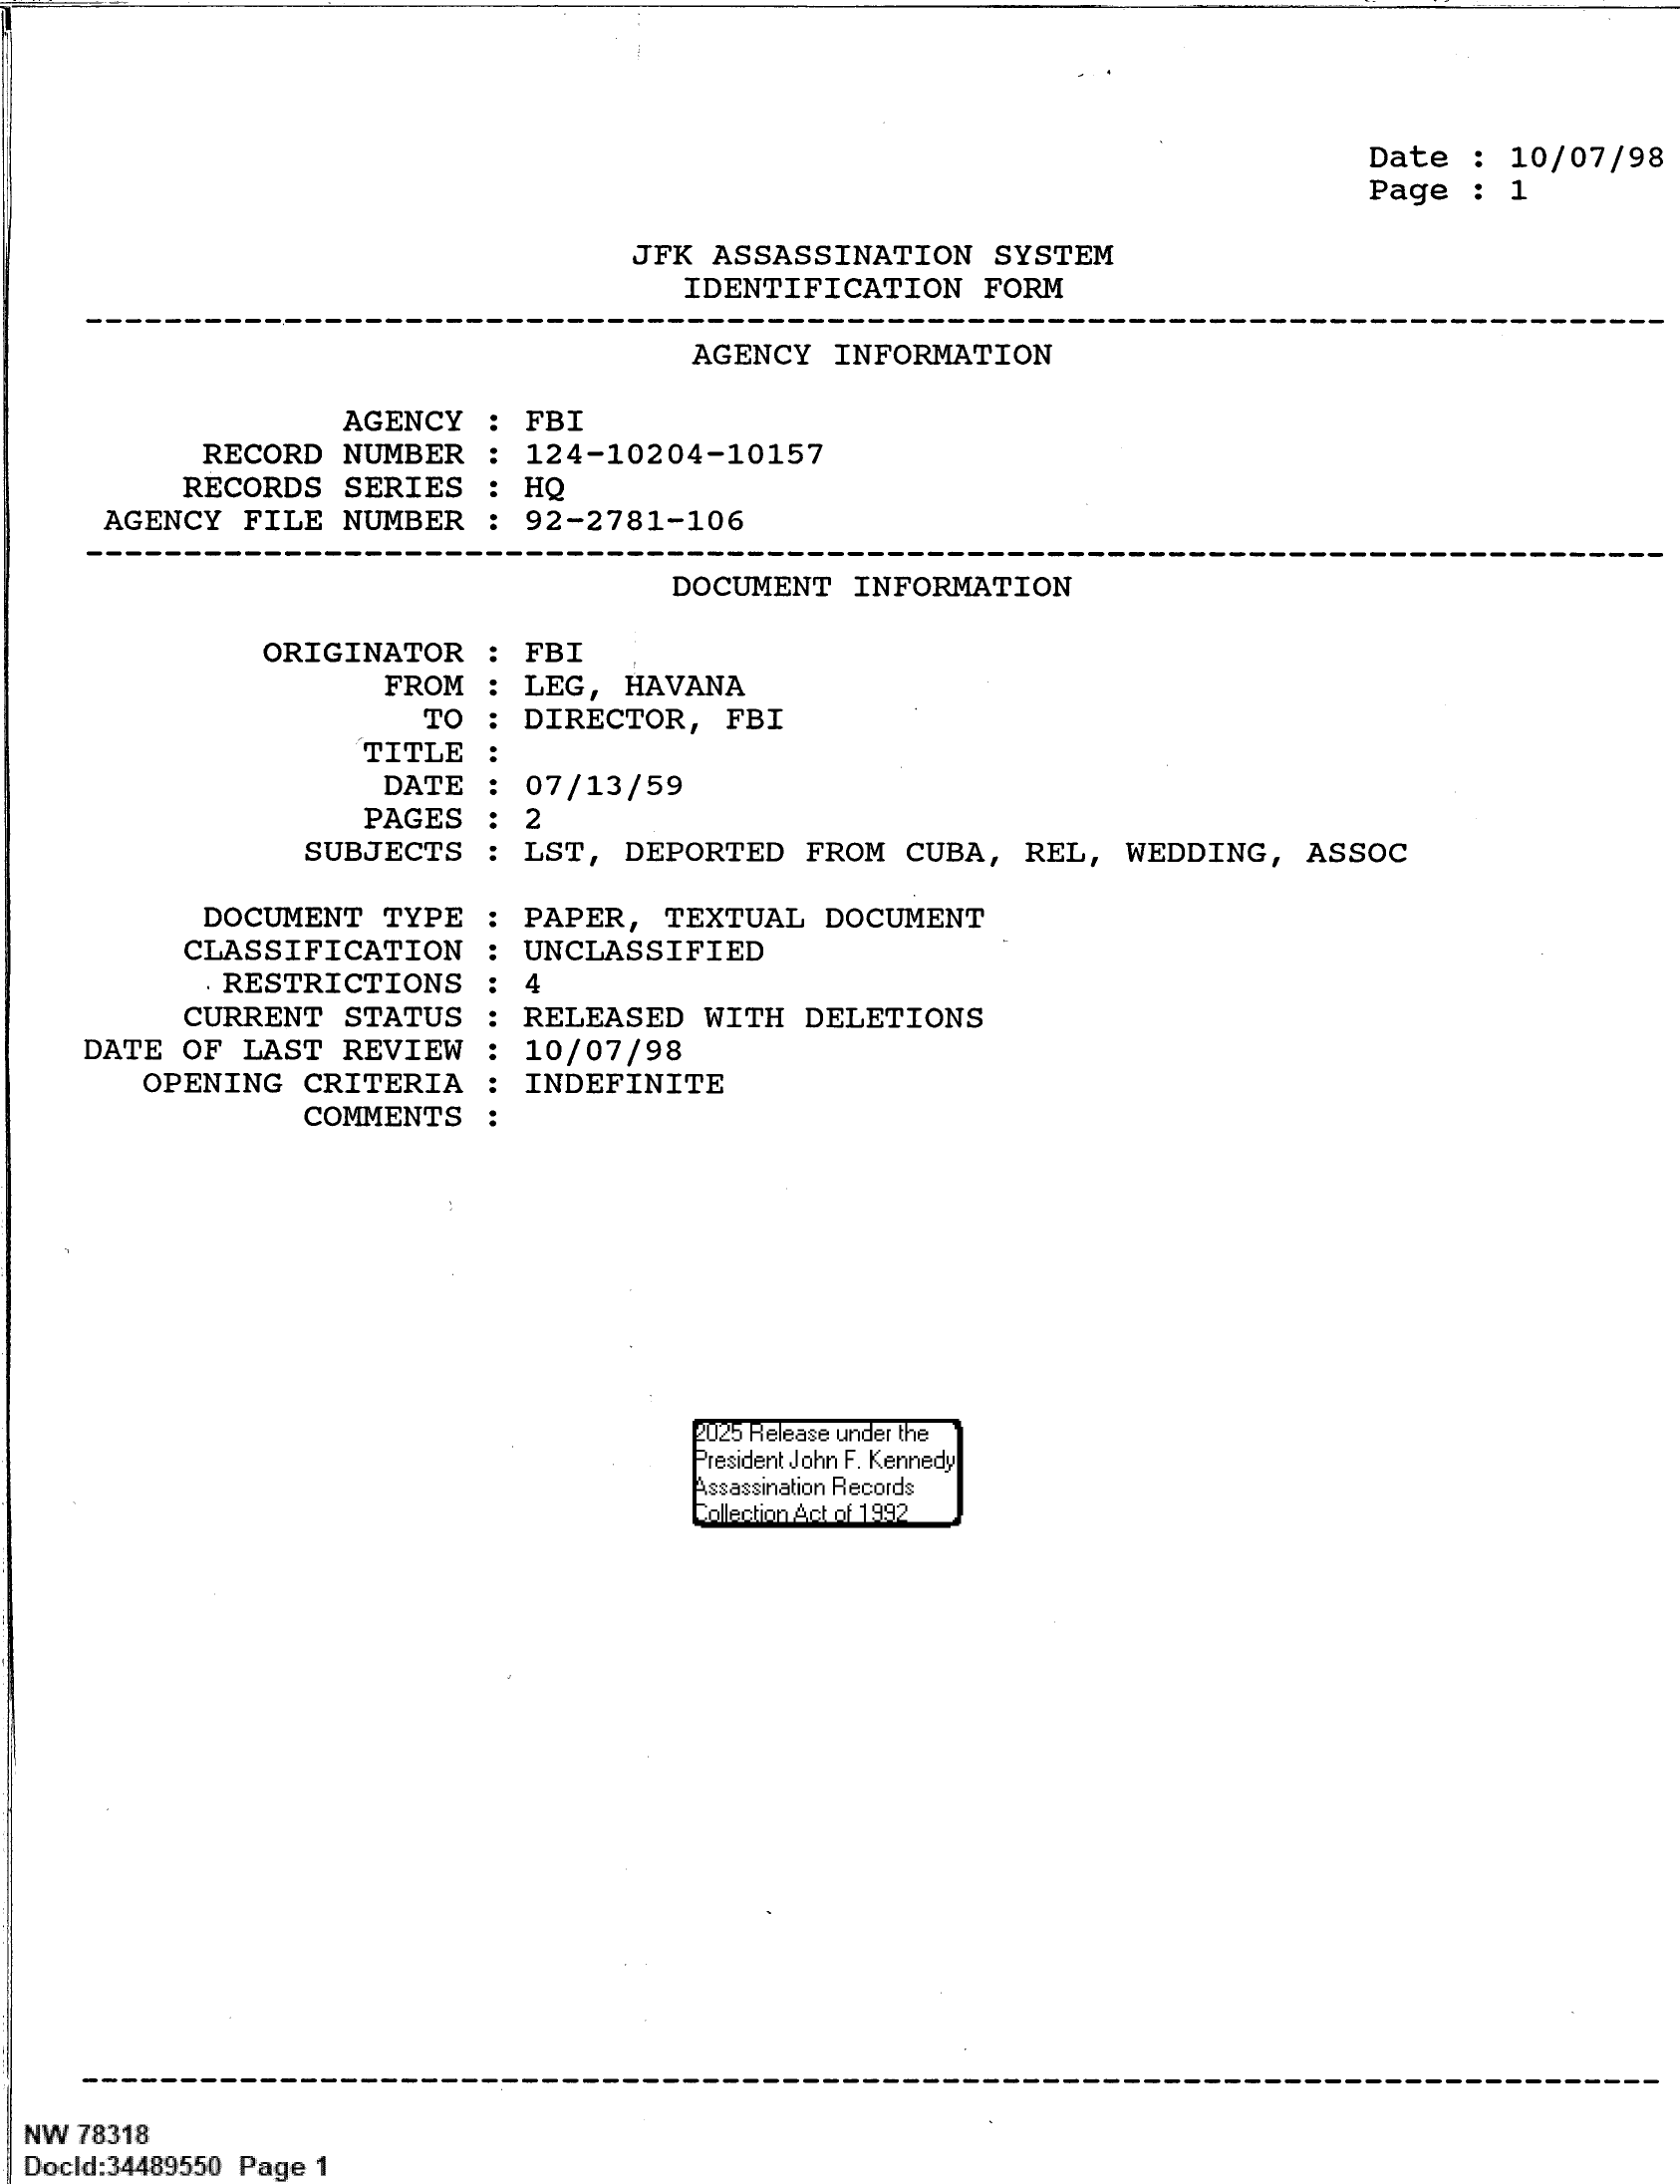 Date : 10/07/98
Page : 1
JFK ASSASSINATION SYSTEM
IDENTIFICATION FORM
AGENCY INFORMATION
AGENCY : FBI
RECORD NUMBER : 124-10204-10157
RECORDS SERIES : HQ
AGENCY FILE NUMBER : 92-2781-106
DOCUMENT INFORMATION
ORIGINATOR : FBI
FROM : LEG, HAVANA
TO : DIRECTOR, FBI
TITLE :
DATE : 07/13/59
PAGES : 2
SUBJECTS : LST, DEPORTED FROM CUBA, REL, WEDDING, ASSOC
DOCUMENT TYPE : PAPER, TEXTUAL DOCUMENT
CLASSIFICATION : UNCLASSIFIED
RESTRICTIONS : 4
CURRENT STATUS : RELEASED WITH DELETIONS
DATE OF LAST REVIEW : 10/07/98
OPENING CRITERIA : INDEFINITE
COMMENTS :
2025 Release under the
President John F. Kennedy
Assassination Records
Collection Act of 1992
NW 78318
DocId:34489550 Page 1